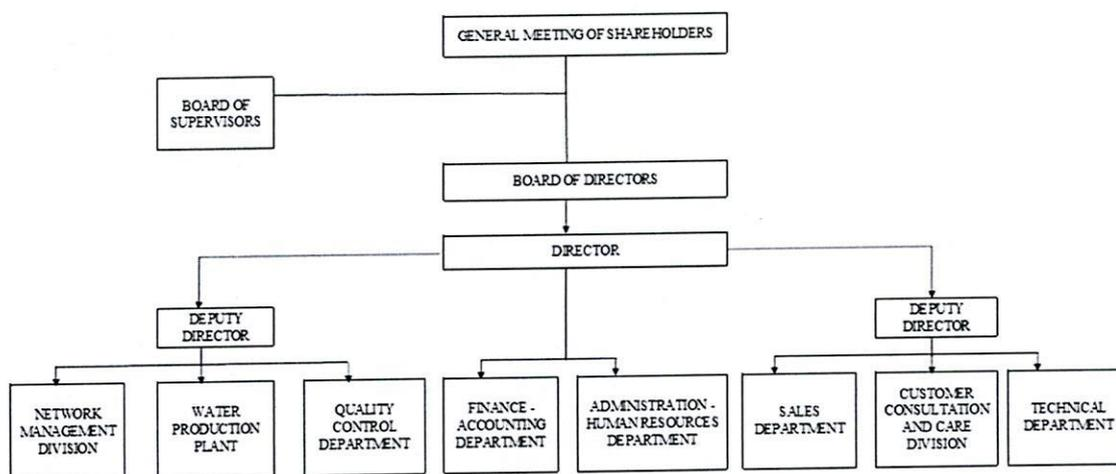 GENERAL MEETING OF SHAREHOLDERS
BOARD OF
SUPERVISORS
BOARD OF DIRECTORS
DIRECTOR
DEPUTY
DIRECTOR
DEPUTY
DIRECTOR
NETWORK
MANAGEMENT
DIVISION
WATER
PRODUCTION
PLANT
QUALITY
CONTROL
DEPARTMENT
FINANCE -
ACCOUNTING
DEPARTMENT
ADMINISTRATION -
HUMAN RESOURCES
DEPARTMENT
SALES
DEPARTMENT
CUSTOMER
CONSULTATION
AND CARE
DIVISION
TECHNICAL
DEPARTMENT